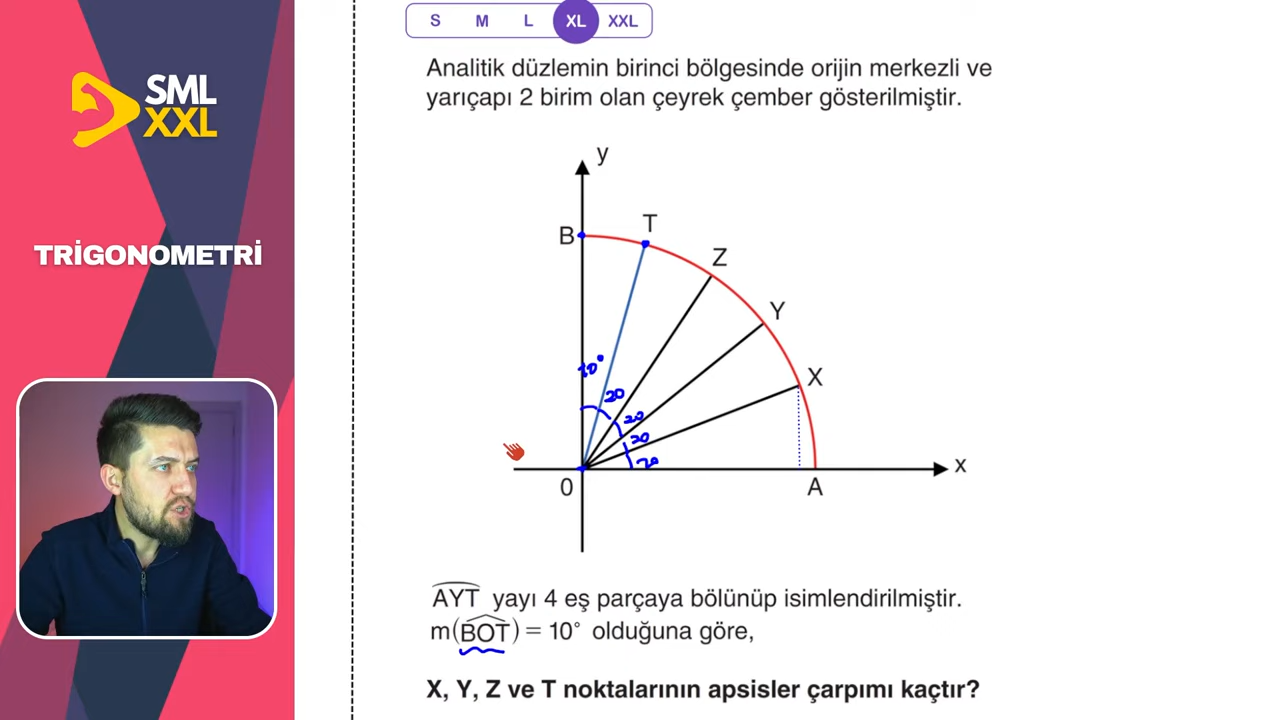 S M L XL XXL
SML
XXL
TRİGONOMETRİ
Analitik düzlemin birinci bölgesinde orijin merkezli ve
yarıçapı 2 birim olan çeyrek çember gösterilmiştir.
y
B
T
Z
Y
X
10°
20
20
20
20
0
A
x
AYT yayı 4 eş parçaya bölünüp isimlendirilmiştir.
m(BOT) = 10° olduğuna göre,
X, Y, Z ve T noktalarının apsisler çarpımı kaçtır?